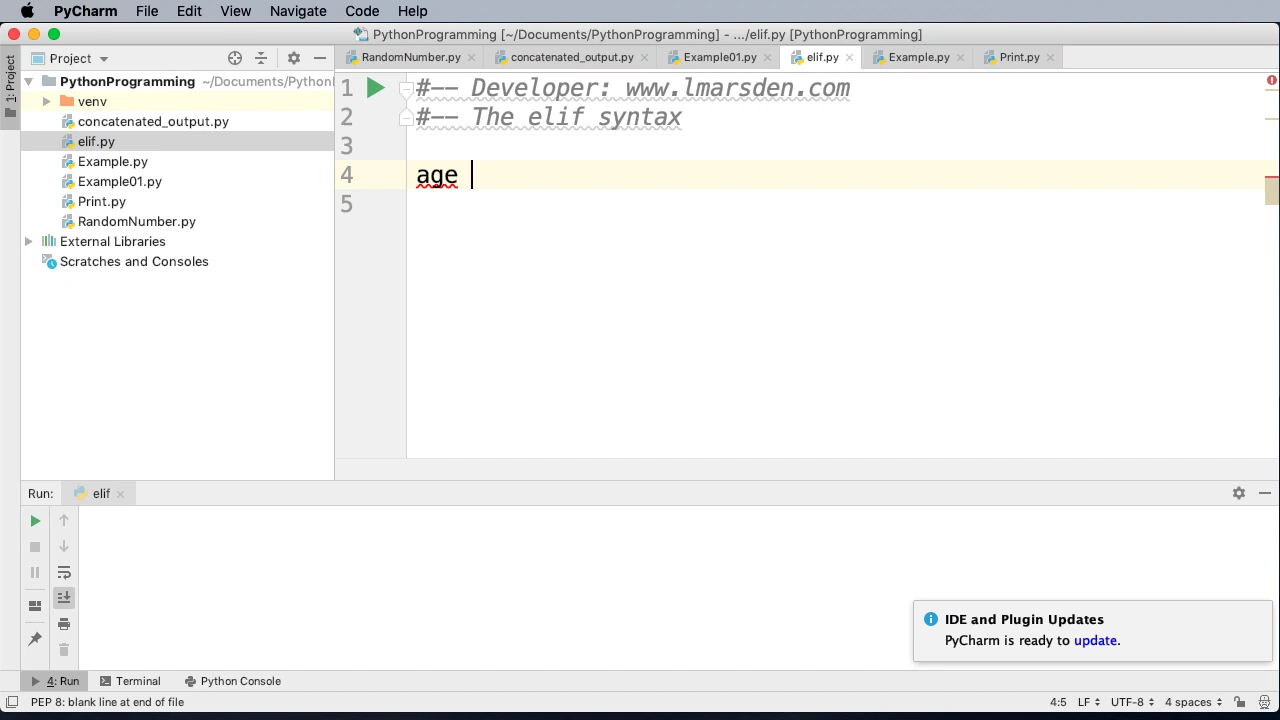 PyCharm File Edit View Navigate Code Help
PythonProgramming [~/Documents/PythonProgramming] - .../elif.py [PythonProgramming]
1: Project
Project
RandomNumber.py concatenated_output.py Example01.py elif.py Example.py Print.py
PythonProgramming ~/Documents/Python
venv
concatenated_output.py
elif.py
Example.py
Example01.py
Print.py
RandomNumber.py
External Libraries
Scratches and Consoles
1 #-- Developer: www.lmarsden.com
2 #-- The elif syntax
3
4 age
5
Run: elif
IDE and Plugin Updates
PyCharm is ready to update.
4: Run Terminal Python Console
PEP 8: blank line at end of file 4:5 LF UTF-8 4 spaces